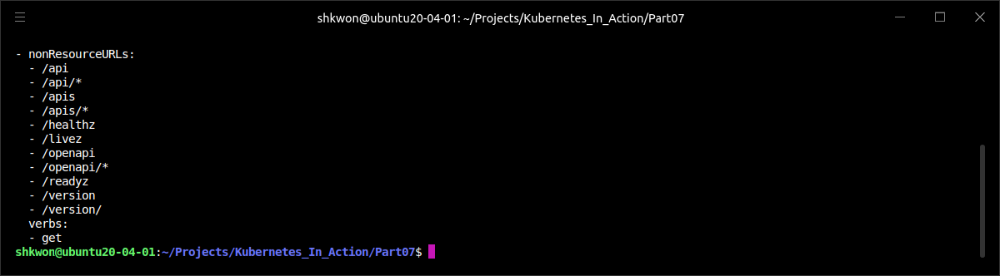 shkwon@ubuntu20-04-01: ~/Projects/Kubernetes_In_Action/Part07
- nonResourceURLs:
  - /api
  - /api/*
  - /apis
  - /apis/*
  - /healthz
  - /livez
  - /openapi
  - /openapi/*
  - /readyz
  - /version
  - /version/
  verbs:
  - get
shkwon@ubuntu20-04-01:~/Projects/Kubernetes_In_Action/Part07$